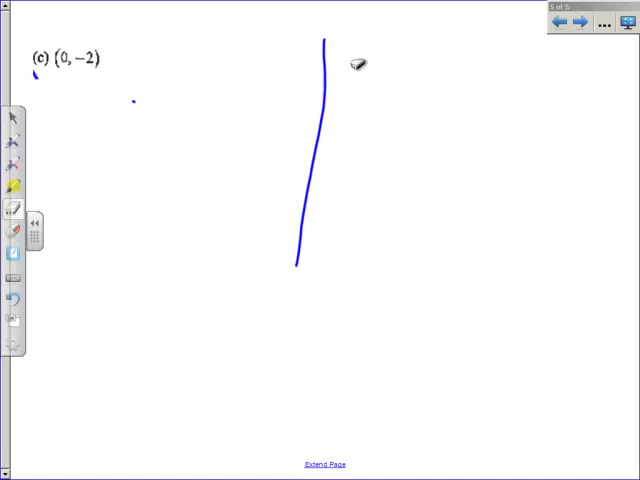 5 of 5
(c) (0, −2)
Extend Page